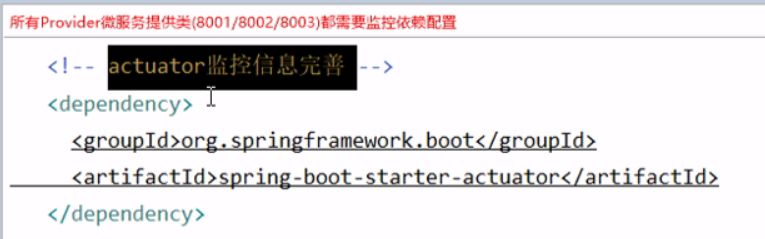 所有Provider微服务提供类(8001/8002/8003)都需要监控依赖配置
<!-- actuator监控信息完善 -->
<dependency>
<groupId>org.springframework.boot</groupId>
<artifactId>spring-boot-starter-actuator</artifactId>
</dependency>